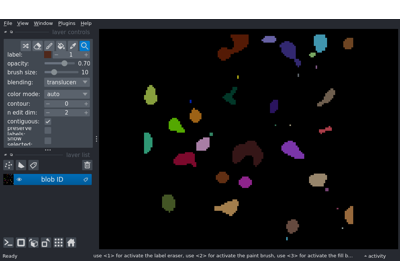 File View Window Plugins Help
layer controls
label: 1
opacity: 0.70
brush size: 10
blending: translucen
color mode: auto
contour: 0
n edit dim: 2
contiguous:
preserve
labels:
show
selected:
layer list
blob ID
Ready use <1> for activate the label eraser, use <2> for activate the paint brush, use <3> for activate the fill b... activity